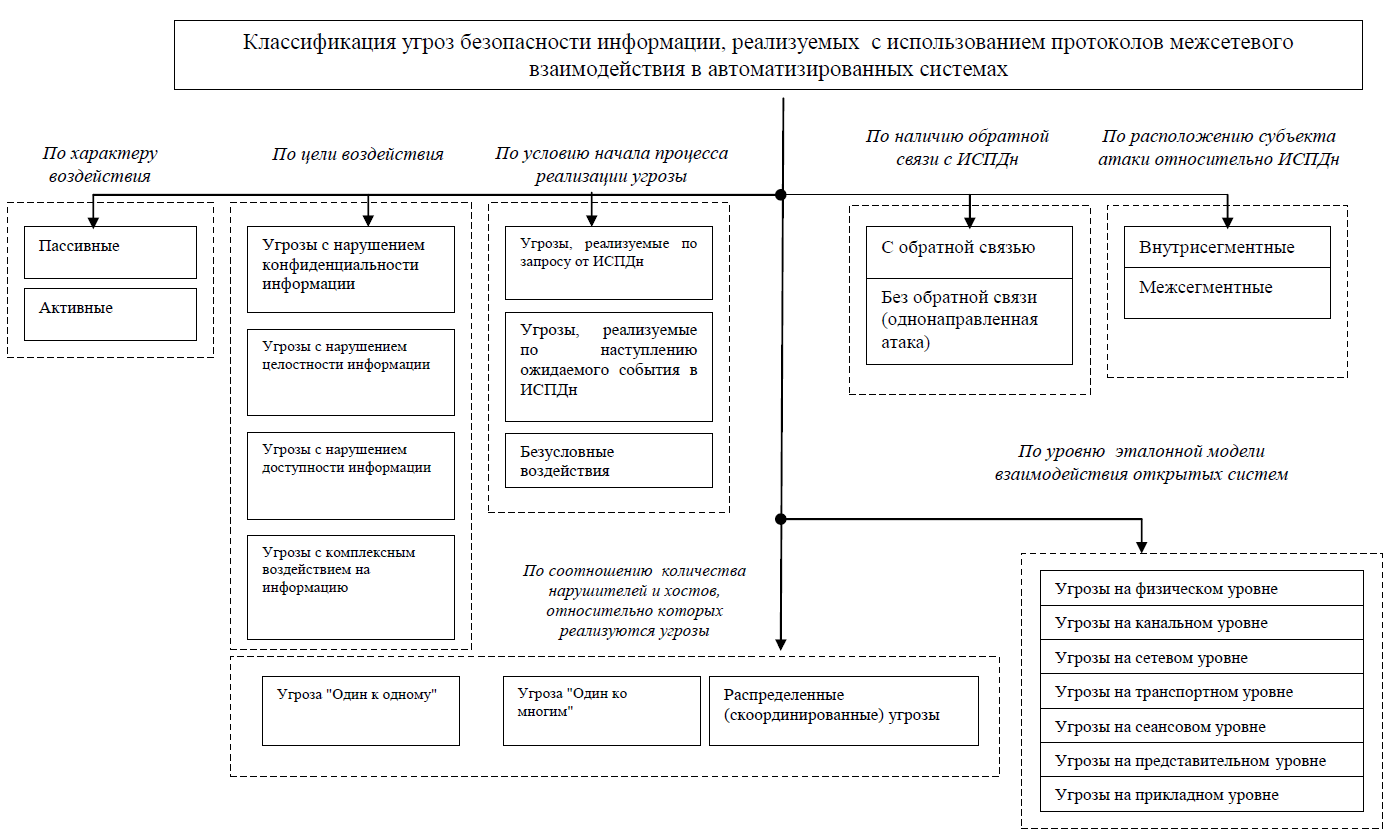 Классификация угроз безопасности информации, реализуемых с использованием протоколов межсетевого
взаимодействия в автоматизированных системах
По характеру
воздействия
Пассивные
Активные
По цели воздействия
Угрозы с нарушением
конфиденциальности
информации
Угрозы с нарушением
целостности информации
Угрозы с нарушением
доступности информации
Угрозы с комплексным
воздействием на
информацию
По условию начала процесса
реализации угрозы
Угрозы, реализуемые по
запросу от ИСПДн
Угрозы, реализуемые
по наступлению
ожидаемого события в
ИСПДн
Безусловные
воздействия
По наличию обратной
связи с ИСПДн
С обратной связью
Без обратной связи
(однонаправленная
атака)
По расположению субъекта
атаки относительно ИСПДн
Внутрисегментные
Межсегментные
По соотношению количества
нарушителей и хостов,
относительно которых
реализуются угрозы
Угроза "Один к одному"
Угроза "Один ко
многим"
Распределенные
(скоординированные) угрозы
По уровню эталонной модели
взаимодействия открытых систем
Угрозы на физическом уровне
Угрозы на канальном уровне
Угрозы на сетевом уровне
Угрозы на транспортном уровне
Угрозы на сеансовом уровне
Угрозы на представительном уровне
Угрозы на прикладном уровне